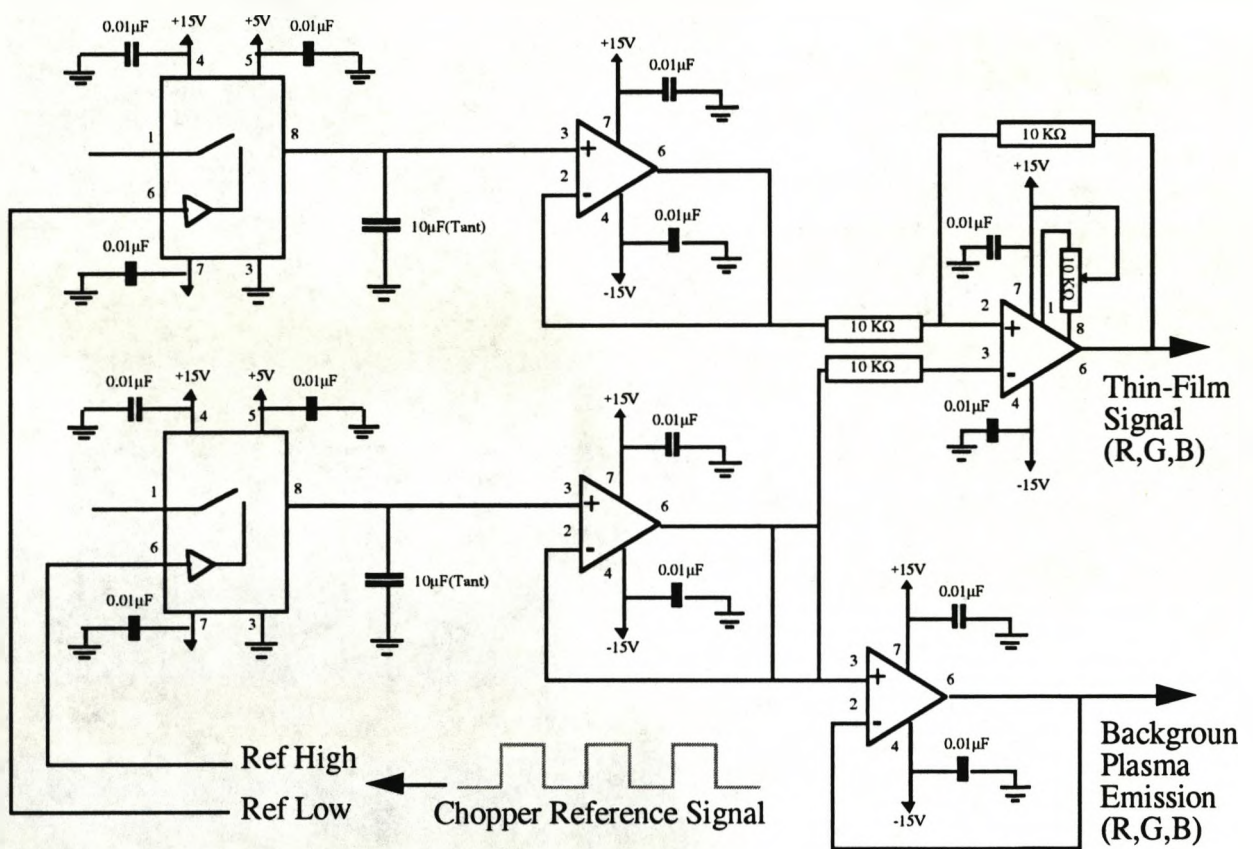 0.01µF +15V +5V 0.01µF
4 5
1 8
6
0.01µF
7 3
10µF(Tant)
+15V
0.01µF
7
3 + 6
2 -
4
0.01µF
-15V
10 KΩ
+15V
0.01µF
10 KΩ
7 1
2 + 8
3 - 6
4
0.01µF
-15V
10 KΩ
10 KΩ
Thin-Film
Signal
(R,G,B)
0.01µF +15V +5V 0.01µF
4 5
1 8
6
0.01µF
7 3
10µF(Tant)
+15V
0.01µF
7
3 + 6
2 -
4
0.01µF
-15V
+15V
0.01µF
7
3 + 6
2 -
4
0.01µF
-15V
Backgroun
Plasma
Emission
(R,G,B)
Ref High
Ref Low
Chopper Reference Signal